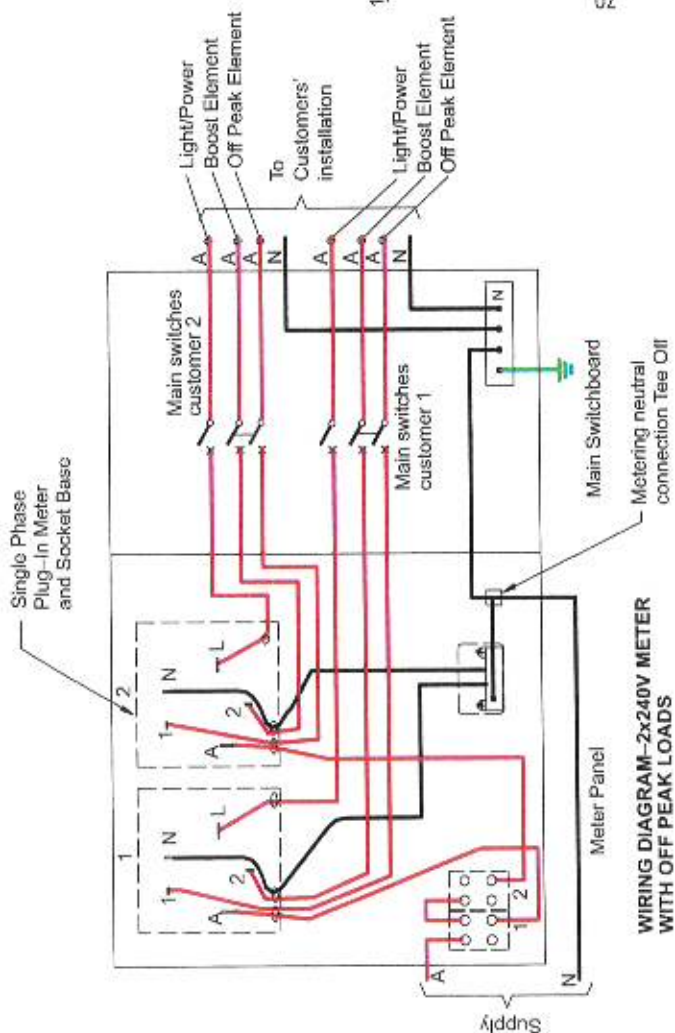 Single Phase
Plug-In Meter
and Socket Base
1
2
1
N
L
A
2
1
N
L
A
2
Main switches
customer 2
Main switches
customer 1
A
A
A
N
A
A
A
N
Light/Power
Boost Element
Off Peak Element
To
Customers'
installation
Light/Power
Boost Element
Off Peak Element
N
Main Switchboard
Metering neutral
connection Tee Off
1
2
Meter Panel
A
N
Supply
WIRING DIAGRAM-2x240V METER
WITH OFF PEAK LOADS